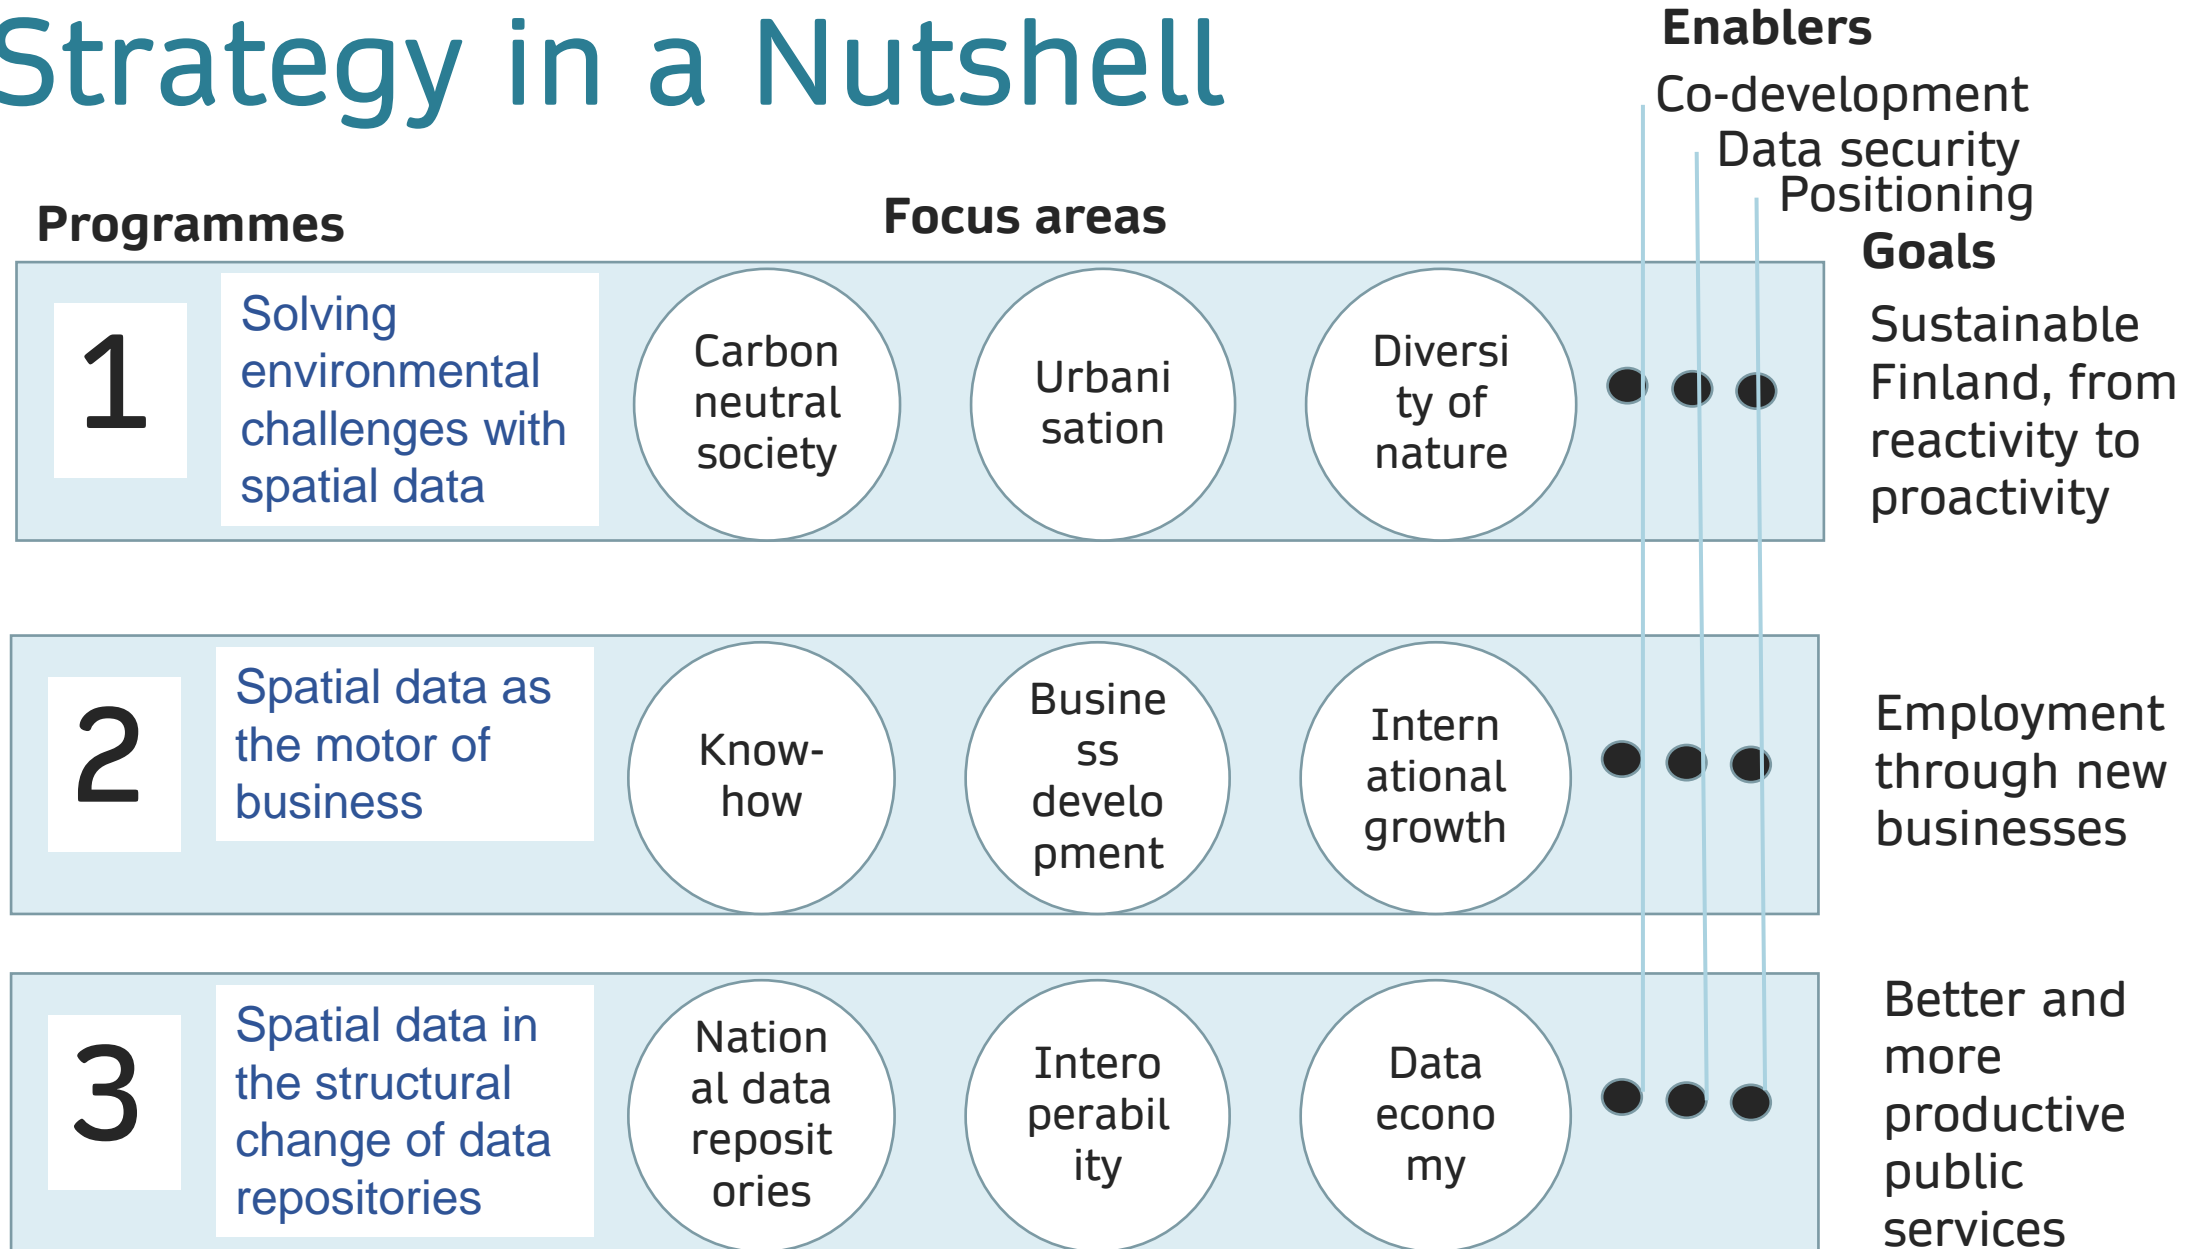 Strategy in a Nutshell
Enablers
Co-development
Data security
Positioning
Programmes
Focus areas
Goals
1
Solving
environmental
challenges with
spatial data
Carbon
neutral
society
Urbani
sation
Diversi
ty of
nature
Sustainable
Finland, from
reactivity to
proactivity
2
Spatial data as
the motor of
business
Know-
how
Busine
ss
develo
pment
Intern
ational
growth
Employment
through new
businesses
3
Spatial data in
the structural
change of data
repositories
Nation
al data
reposit
ories
Intero
perabil
ity
Data
econo
my
Better and
more
productive
public
services